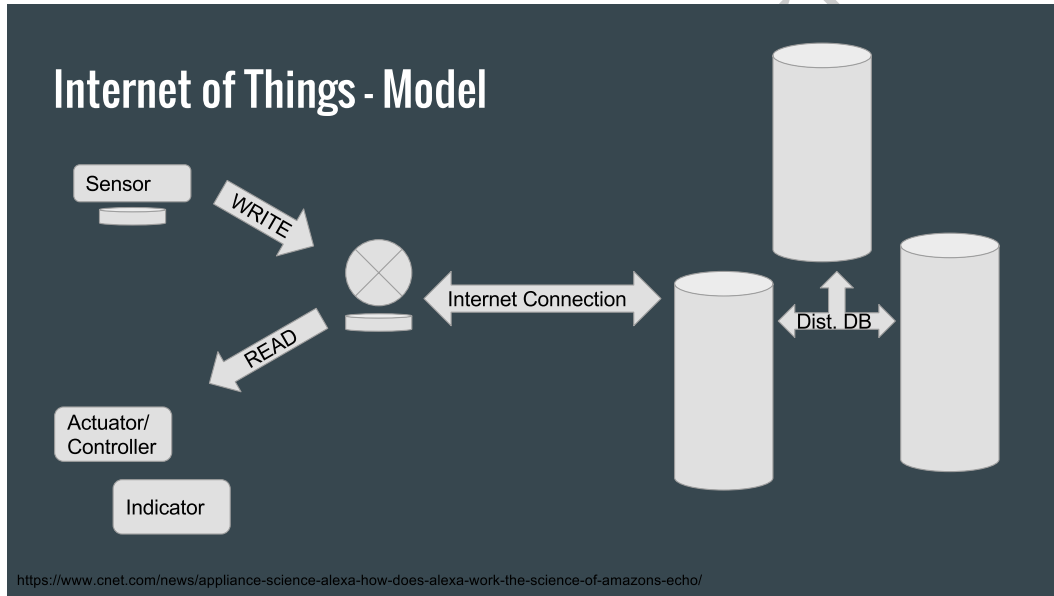 Internet of Things - Model
Sensor
WRITE
Internet Connection
Dist. DB
READ
Actuator/
Controller
Indicator
https://www.cnet.com/news/appliance-science-alexa-how-does-alexa-work-the-science-of-amazons-echo/